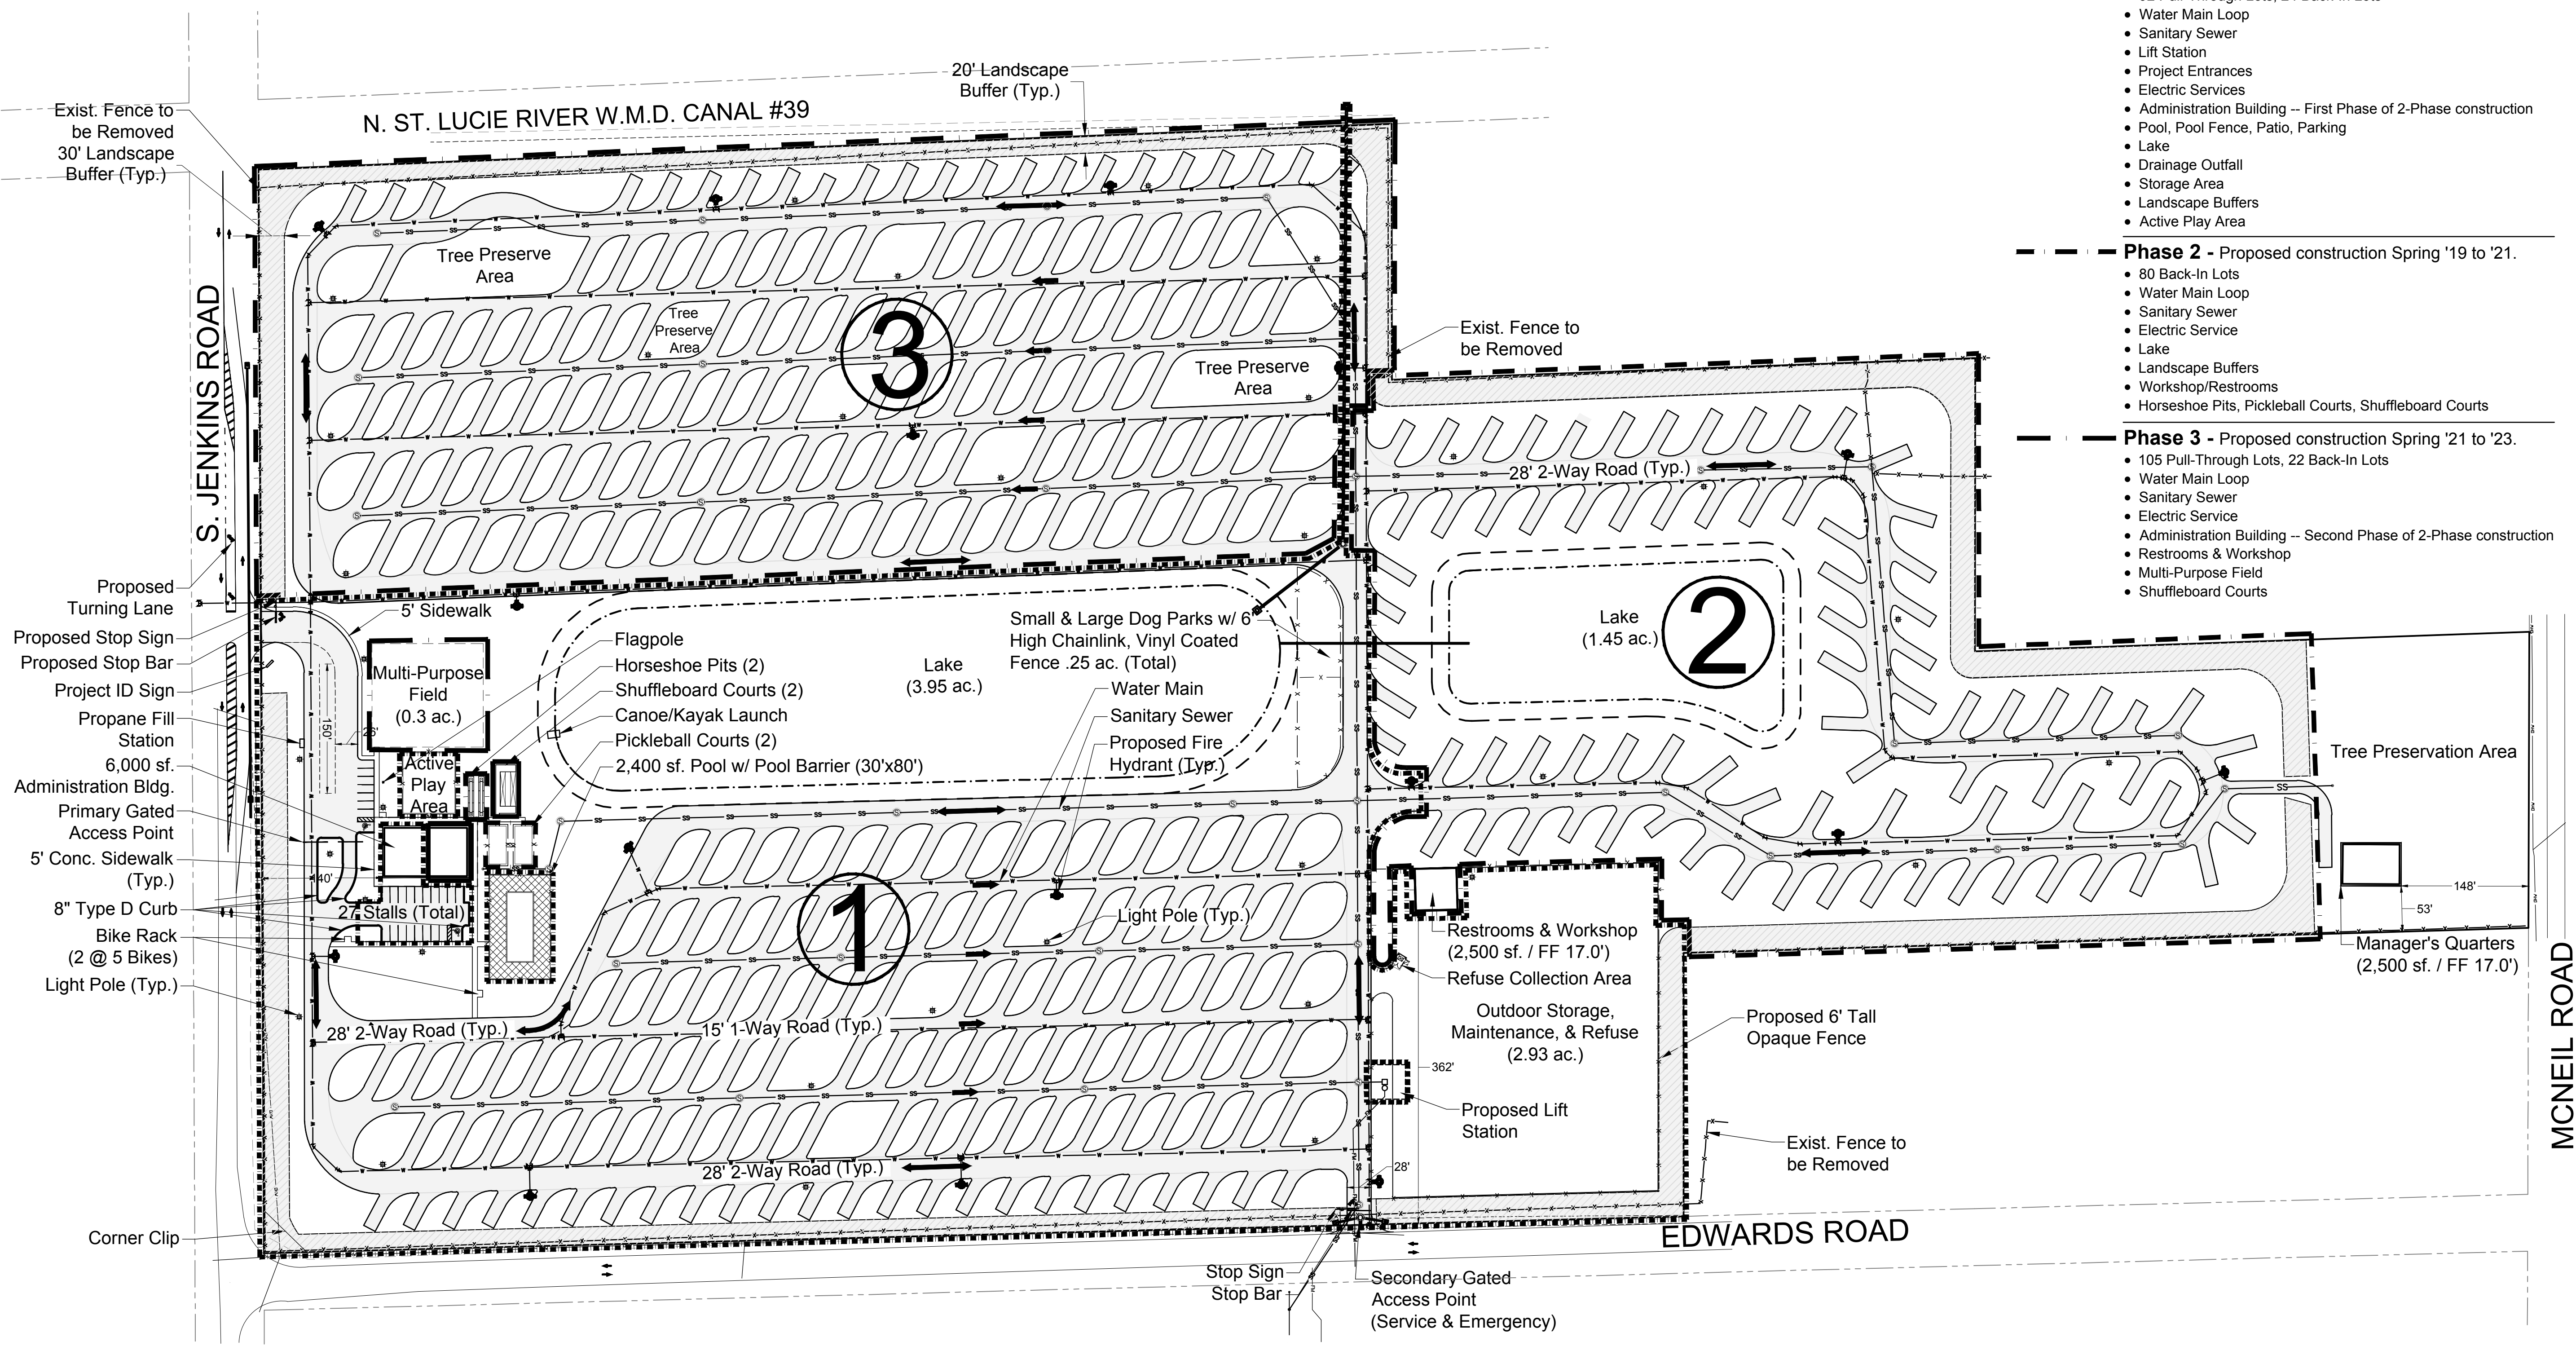 Water Main Loop
Sanitary Sewer
Lift Station
Project Entrances
Electric Services
Administration Building -- First Phase of 2-Phase construction
Pool, Pool Fence, Patio, Parking
Lake
Drainage Outfall
Storage Area
Landscape Buffers
Active Play Area
Phase 2 - Proposed construction Spring '19 to '21.
80 Back-In Lots
Water Main Loop
Sanitary Sewer
Electric Service
Lake
Landscape Buffers
Workshop/Restrooms
Horseshoe Pits, Pickleball Courts, Shuffleboard Courts
Phase 3 - Proposed construction Spring '21 to '23.
105 Pull-Through Lots, 22 Back-In Lots
Water Main Loop
Sanitary Sewer
Electric Service
Administration Building -- Second Phase of 2-Phase construction
Restrooms & Workshop
Multi-Purpose Field
Shuffleboard Courts
20' Landscape
Buffer (Typ.)
N. ST. LUCIE RIVER W.M.D. CANAL #39
Exist. Fence to
be Removed
30' Landscape
Buffer (Typ.)
S. JENKINS ROAD
Tree Preserve
Area
Tree
Preserve
Area
3
Tree Preserve
Area
Exist. Fence to
be Removed
28' 2-Way Road (Typ.)
Proposed
Turning Lane
Proposed Stop Sign
Proposed Stop Bar
Project ID Sign
Propane Fill
Station
6,000 sf.
Administration Bldg.
Primary Gated
Access Point
5' Conc. Sidewalk
(Typ.)
8" Type D Curb
Bike Rack
(2 @ 5 Bikes)
Light Pole (Typ.)
Corner Clip
5' Sidewalk
Multi-Purpose
Field
(0.3 ac.)
150'
26'
Active
Play
Area
140'
27 Stalls (Total)
Flagpole
Horseshoe Pits (2)
Shuffleboard Courts (2)
Canoe/Kayak Launch
Pickleball Courts (2)
2,400 sf. Pool w/ Pool Barrier (30'x80')
Lake
(3.95 ac.)
Small & Large Dog Parks w/ 6'
High Chainlink, Vinyl Coated
Fence .25 ac. (Total)
Water Main
Sanitary Sewer
Proposed Fire
Hydrant (Typ.)
Lake
(1.45 ac.)
2
Tree Preservation Area
1
Light Pole (Typ.)
28' 2-Way Road (Typ.)
15' 1-Way Road (Typ.)
28' 2-Way Road (Typ.)
Restrooms & Workshop
(2,500 sf. / FF 17.0')
Refuse Collection Area
Outdoor Storage,
Maintenance, & Refuse
(2.93 ac.)
362'
Proposed Lift
Station
28'
Proposed 6' Tall
Opaque Fence
Exist. Fence to
be Removed
148'
53'
Manager's Quarters
(2,500 sf. / FF 17.0')
MCNEIL ROAD
EDWARDS ROAD
Stop Sign
Stop Bar
Secondary Gated
Access Point
(Service & Emergency)